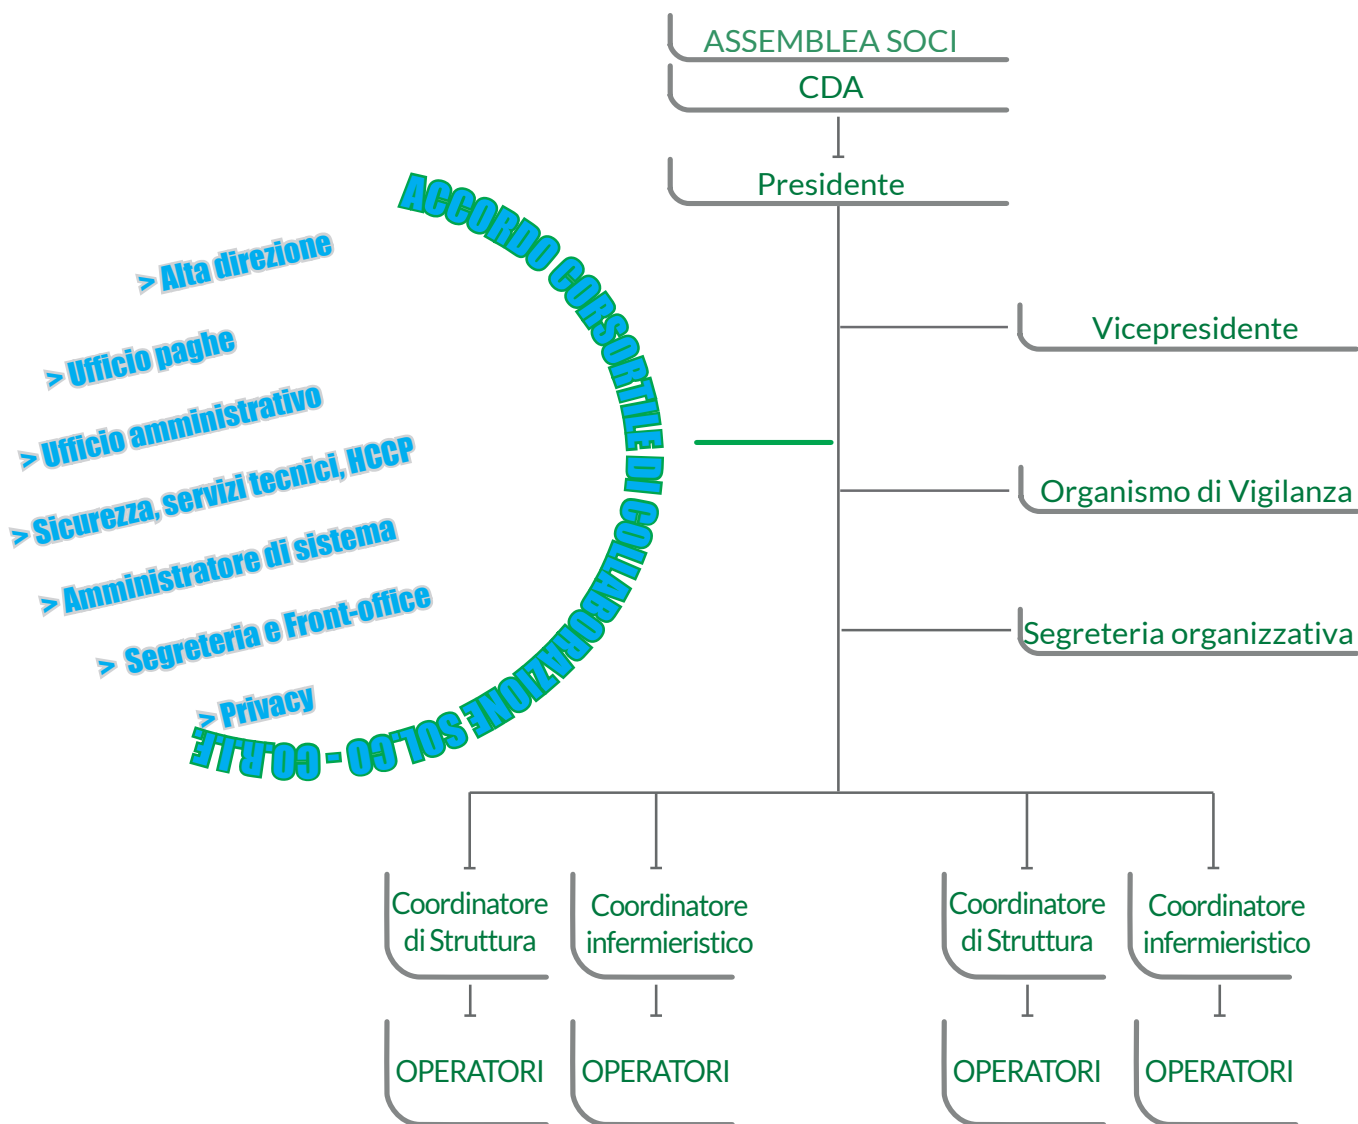 ASSEMBLEA SOCI
CDA
Presidente
ACCORDO CORSORTILE DI COLLABORAZIONE SOL.CO - CO.R.I.F.
> Alta direzione
> Ufficio paghe
> Ufficio amministrativo
> Sicurezza, servizi tecnici, HCCP
> Amministratore di sistema
> Segreteria e Front-office
> Privacy
Vicepresidente
Organismo di Vigilanza
Segreteria organizzativa
Coordinatore
di Struttura
Coordinatore
infermieristico
Coordinatore
di Struttura
Coordinatore
infermieristico
OPERATORI
OPERATORI
OPERATORI
OPERATORI